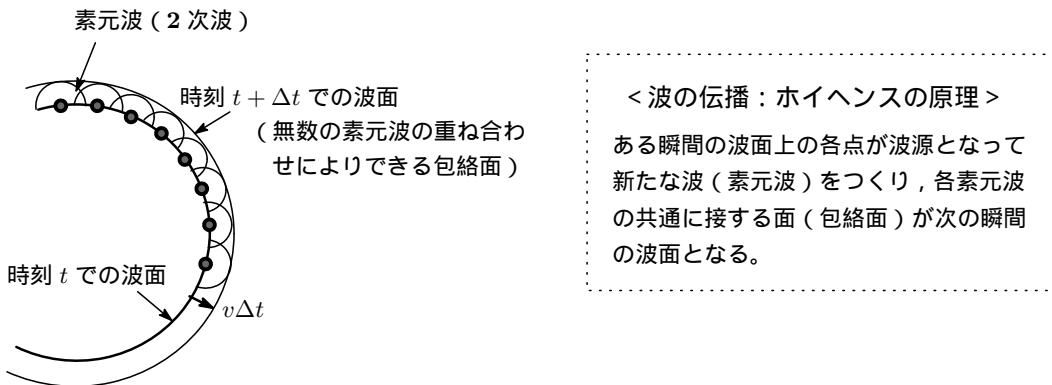 素元波(2 次波)
時刻 t + Δt での波面
(無数の素元波の重ね合わ
せによりできる包絡面)
時刻 t での波面
vΔt
<波の伝播:ホイヘンスの原理>
ある瞬間の波面上の各点が波源となって
新たな波(素元波)をつくり,各素元波
の共通に接する面(包絡面)が次の瞬間
の波面となる。